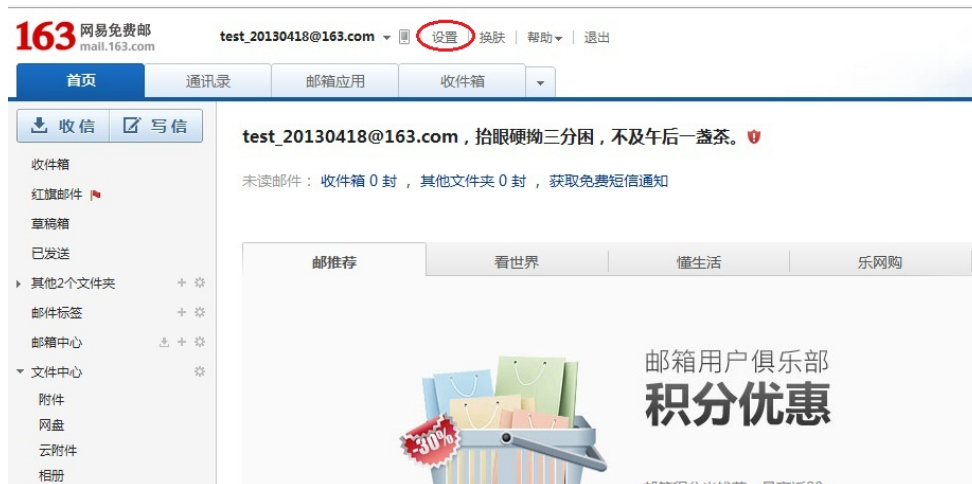 163 网易免费邮
mail.163.com
test_20130418@163.com 设置 | 换肤 | 帮助 | 退出
首页 通讯录 邮箱应用 收件箱
收信 写信
test_20130418@163.com，抬眼硬拗三分困，不及午后一盏茶。
未读邮件： 收件箱 0 封 ， 其他文件夹 0 封 ， 获取免费短信通知
收件箱
红旗邮件
草稿箱
已发送
其他2个文件夹
邮件标签
邮箱中心
文件中心
附件
网盘
云附件
相册
邮推荐 看世界 懂生活 乐网购
邮箱用户俱乐部
积分优惠
-30%